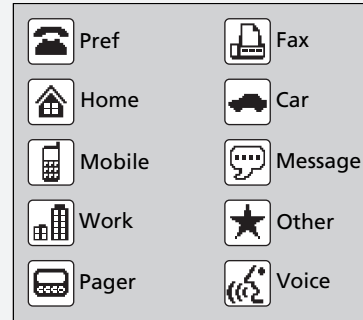 Pref
Fax
Home
Car
Mobile
Message
Work
Other
Pager
Voice